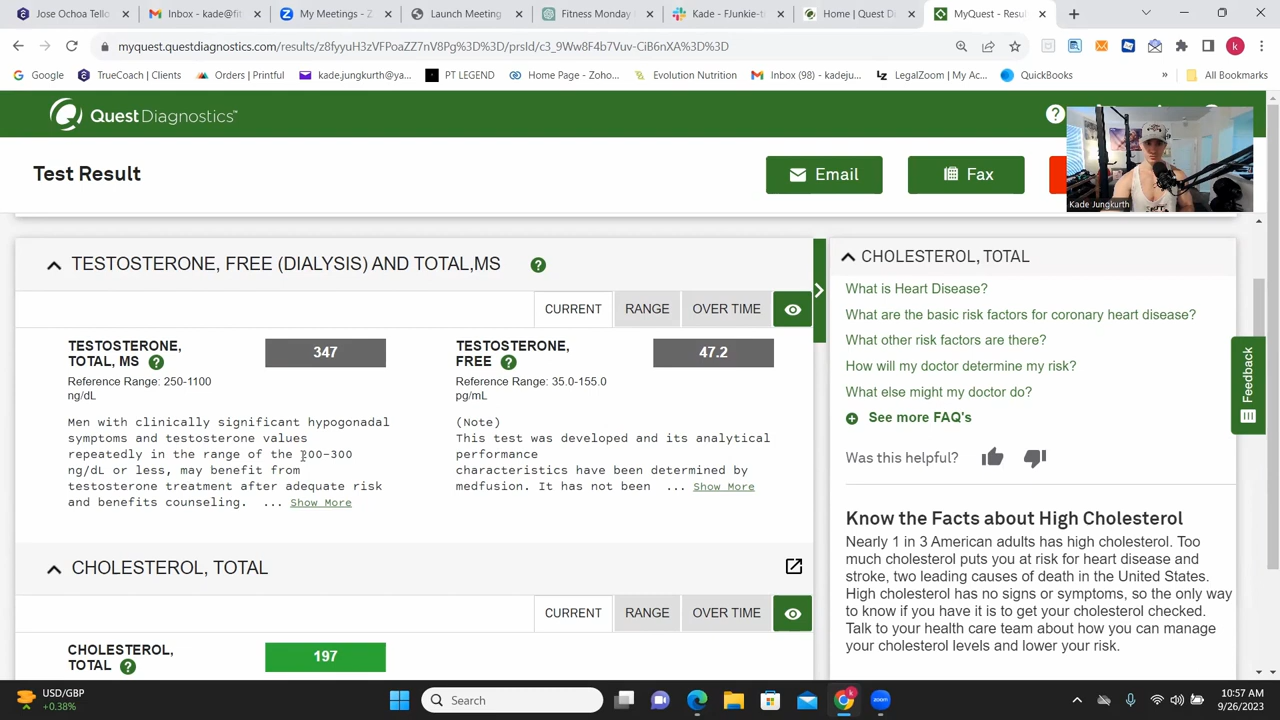 Jose Ochoa Tello
Inbox - kade@fit
My Meetings - Z
Launch Meeting
Fitness Monday
Kade - FJunkie-t
Home | Quest Di
MyQuest - Resul
myquest.questdiagnostics.com/results/
Google
TrueCoach | Clients
Orders | Printful
kade.jungkurth@ya...
PT LEGEND
Home Page - Zoho...
Evolution Nutrition
Inbox (98) - kadeju...
LegalZoom | My Ac...
QuickBooks
»
All Bookmarks
Quest Diagnostics™
Test Result
Email
Fax
Kade Jungkurth
TESTOSTERONE, FREE (DIALYSIS) AND TOTAL,MS
CURRENT
RANGE
OVER TIME
TESTOSTERONE,
TOTAL, MS
347
Reference Range: 250-1100
ng/dL
Men with clinically significant hypogonadal
symptoms and testosterone values
repeatedly in the range of the 200-300
ng/dL or less, may benefit from
testosterone treatment after adequate risk
and benefits counseling. ... Show More
TESTOSTERONE,
FREE
47.2
Reference Range: 35.0-155.0
pg/mL
(Note)
This test was developed and its analytical
performance
characteristics have been determined by
medfusion. It has not been ... Show More
CHOLESTEROL, TOTAL
CURRENT
RANGE
OVER TIME
CHOLESTEROL,
TOTAL
197
CHOLESTEROL, TOTAL
What is Heart Disease?
What are the basic risk factors for coronary heart disease?
What other risk factors are there?
How will my doctor determine my risk?
What else might my doctor do?
See more FAQ's
Was this helpful?
Know the Facts about High Cholesterol
Nearly 1 in 3 American adults has high cholesterol. Too
much cholesterol puts you at risk for heart disease and
stroke, two leading causes of death in the United States.
High cholesterol has no signs or symptoms, so the only way
to know if you have it is to get your cholesterol checked.
Talk to your health care team about how you can manage
your cholesterol levels and lower your risk.
Feedback
USD/GBP
+0.38%
Search
10:57 AM
9/26/2023